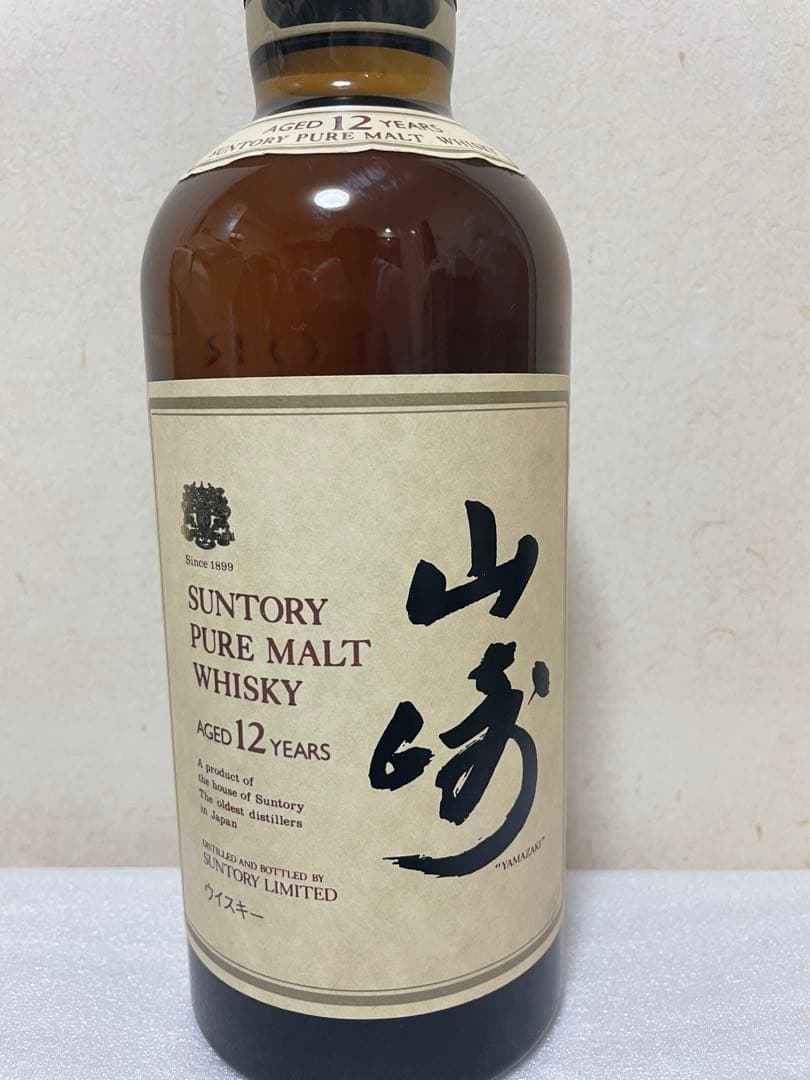 AGED 12 YEARS
SUNTORY PURE MALT WHISKY
Since 1899
SUNTORY
PURE MALT
WHISKY
AGED 12 YEARS
A product of
the house of Suntory
The oldest distillers
in Japan
DISTILLED AND BOTTLED BY
SUNTORY LIMITED
ウイスキー
山崎
"YAMAZAKI"